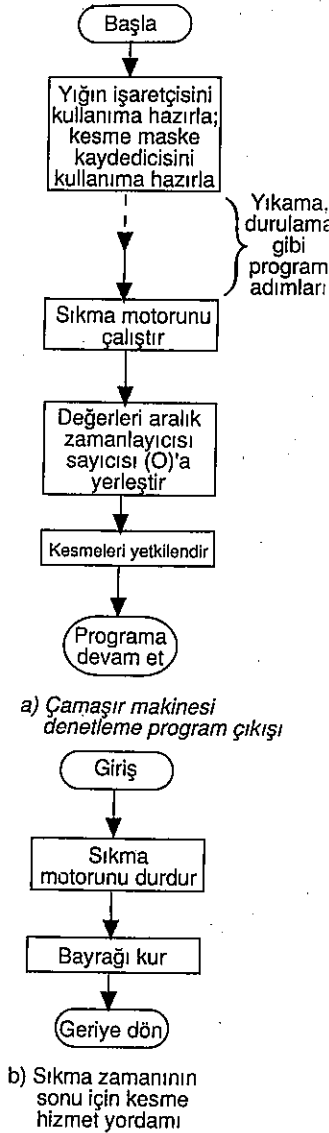 Başla
Yığın işaretçisini
kullanıma hazırla;
kesme maske
kaydedicisini
kullanıma hazırla
Yıkama,
durulama
gibi
program
adımları
Sıkma motorunu
çalıştır
Değerleri aralık
zamanlayıcısı
sayıcısı (O)'a
yerleştir
Kesmeleri yetkilendir
Programa
devam et
a) Çamaşır makinesi
denetleme program çıkışı
Giriş
Sıkma
motorunu durdur
Bayrağı kur
Geriye dön
b) Sıkma zamanının
sonu için kesme
hizmet yordamı